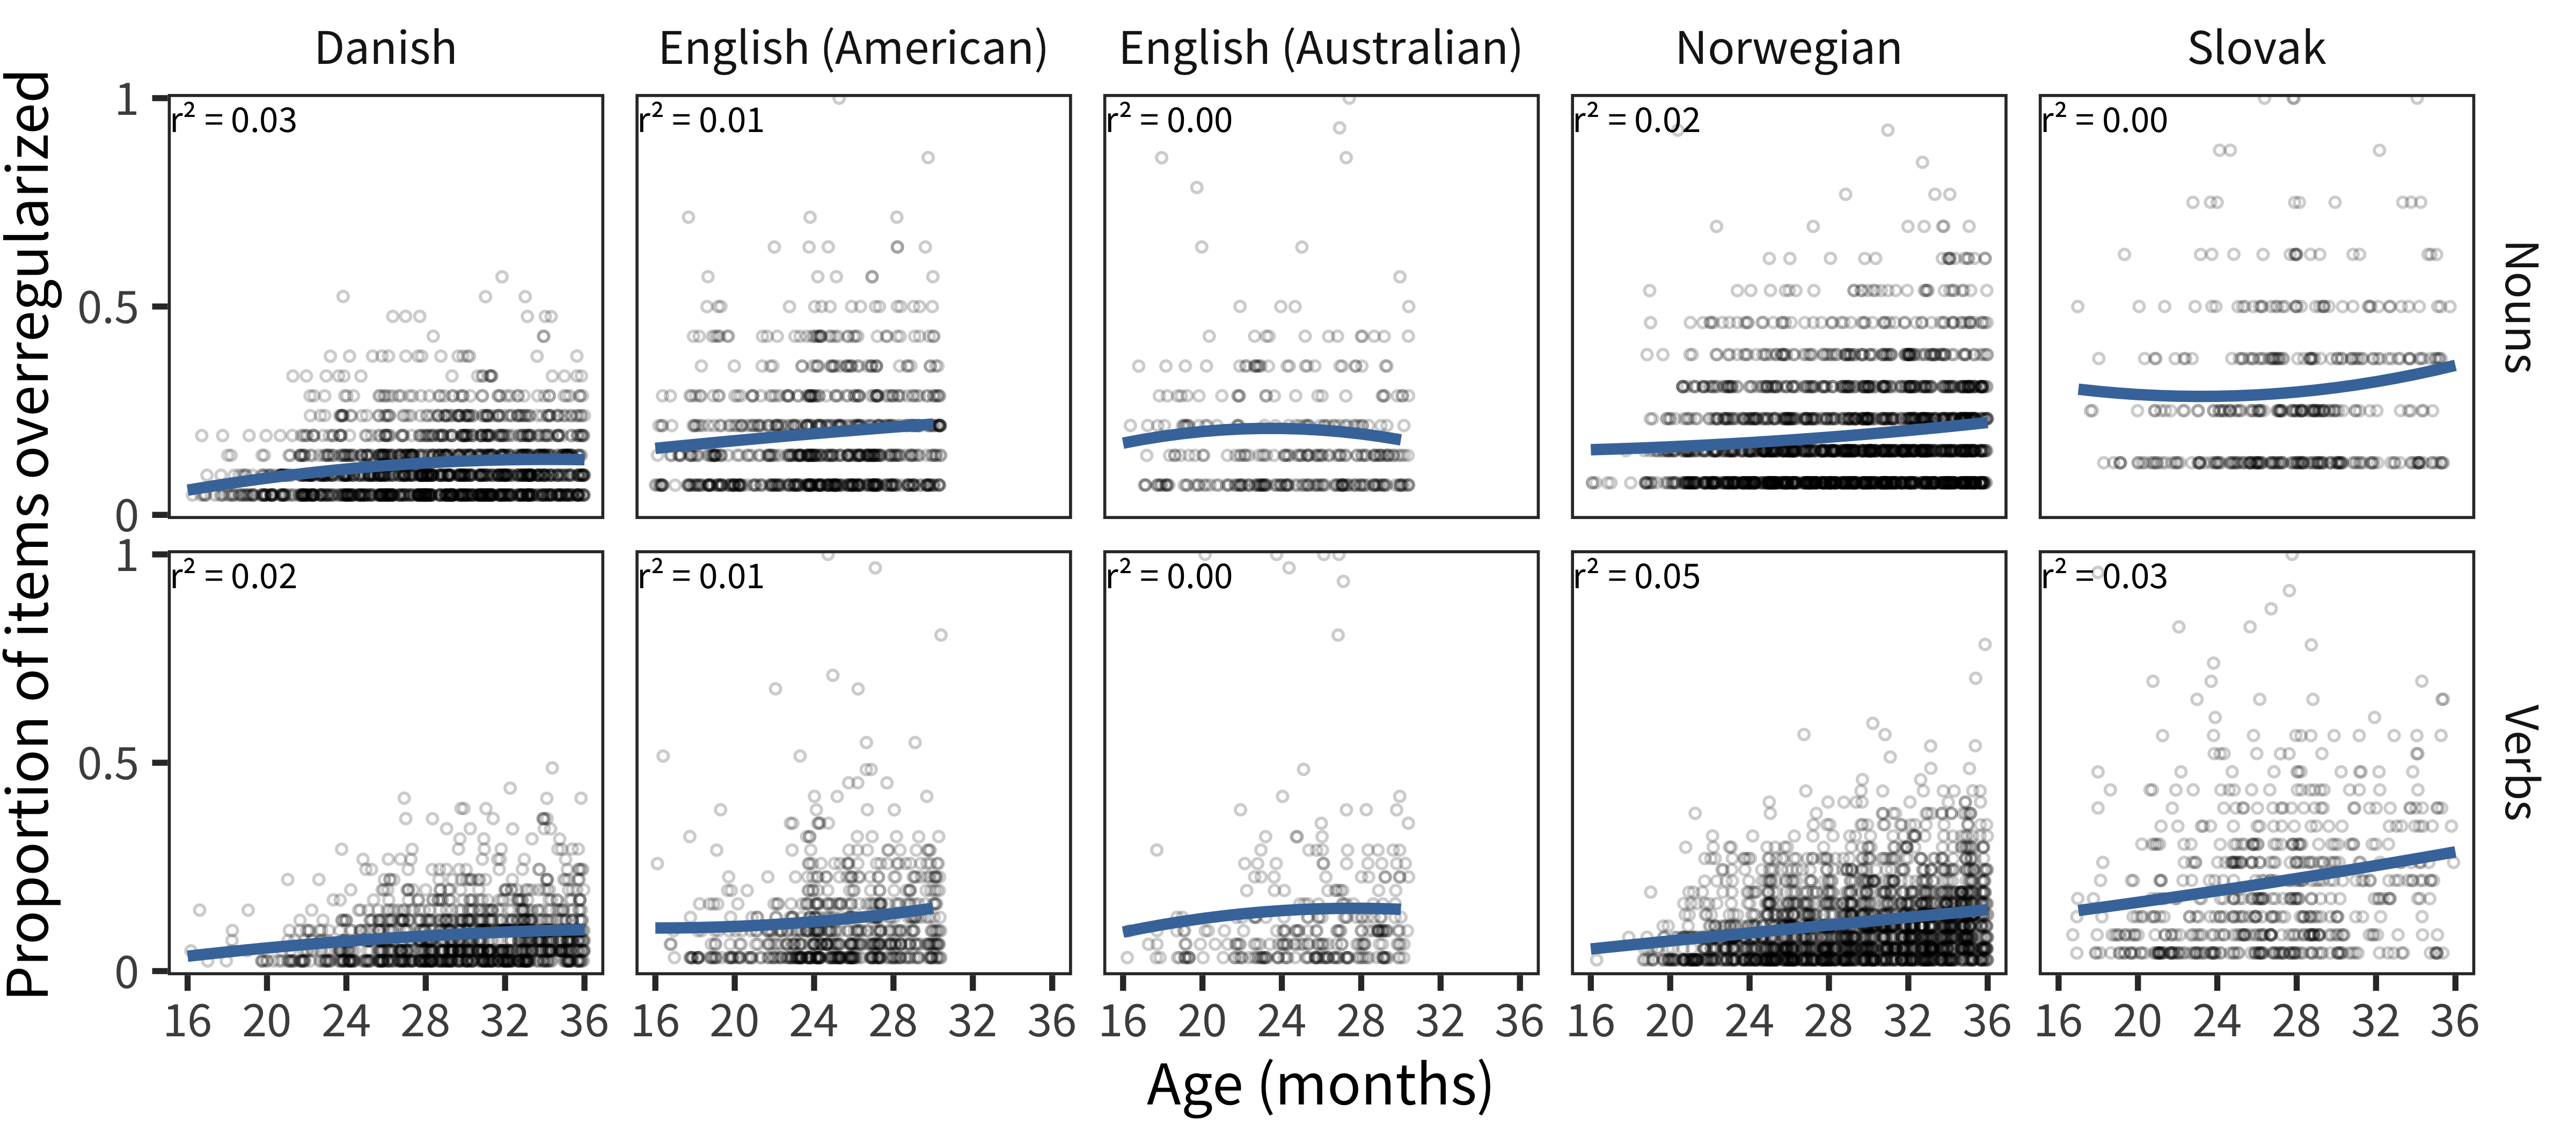 Danish
English (American)
English (Australian)
Norwegian
Slovak
Proportion of items overregularized
1
0.5
0
r² = 0.03
r² = 0.01
r² = 0.00
r² = 0.02
r² = 0.00
Nouns
1
0.5
0
r² = 0.02
r² = 0.01
r² = 0.00
r² = 0.05
r² = 0.03
Verbs
16 20 24 28 32 36
16 20 24 28 32 36
16 20 24 28 32 36
16 20 24 28 32 36
16 20 24 28 32 36
Age (months)